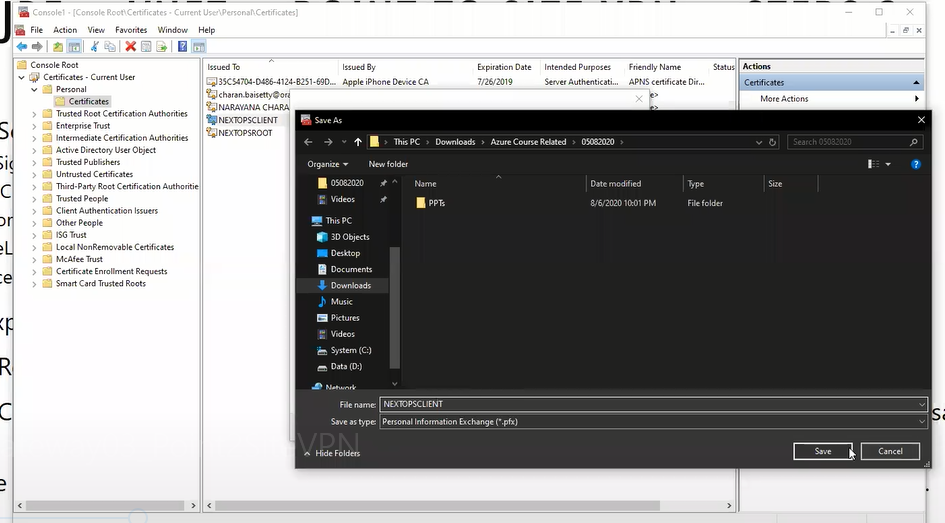 Console1 - [Console Root\Certificates - Current User\Personal\Certificates]
File Action View Favorites Window Help
Console Root
Certificates - Current User
Personal
Certificates
Trusted Root Certification Authorities
Enterprise Trust
Intermediate Certification Authorities
Active Directory User Object
Trusted Publishers
Untrusted Certificates
Third-Party Root Certification Authoritie
Trusted People
Client Authentication Issuers
Other People
ISG Trust
Local NonRemovable Certificates
McAfee Trust
Certificate Enrollment Requests
Smart Card Trusted Roots
Issued To Issued By Expiration Date Intended Purposes Friendly Name Status
35C54704-D486-4124-B251-69D... Apple iPhone Device CA 7/26/2019 Server Authenticati... APNS certificate Dir...
charan.baisetty@ora
NARAYANA CHARA
NEXTOPSCLIENT
NEXTOPSROOT
Actions
Certificates
More Actions
Save As
This PC Downloads Azure Course Related 05082020
Search 05082020
Organize New folder
05082020
Videos
This PC
3D Objects
Desktop
Documents
Downloads
Music
Pictures
Videos
System (C:)
Data (D:)
Network
Name Date modified Type Size
PPTs 8/6/2020 10:01 PM File folder
File name: NEXTOPSCLIENT
Save as type: Personal Information Exchange (*.pfx)
VPN
Hide Folders
Save Cancel